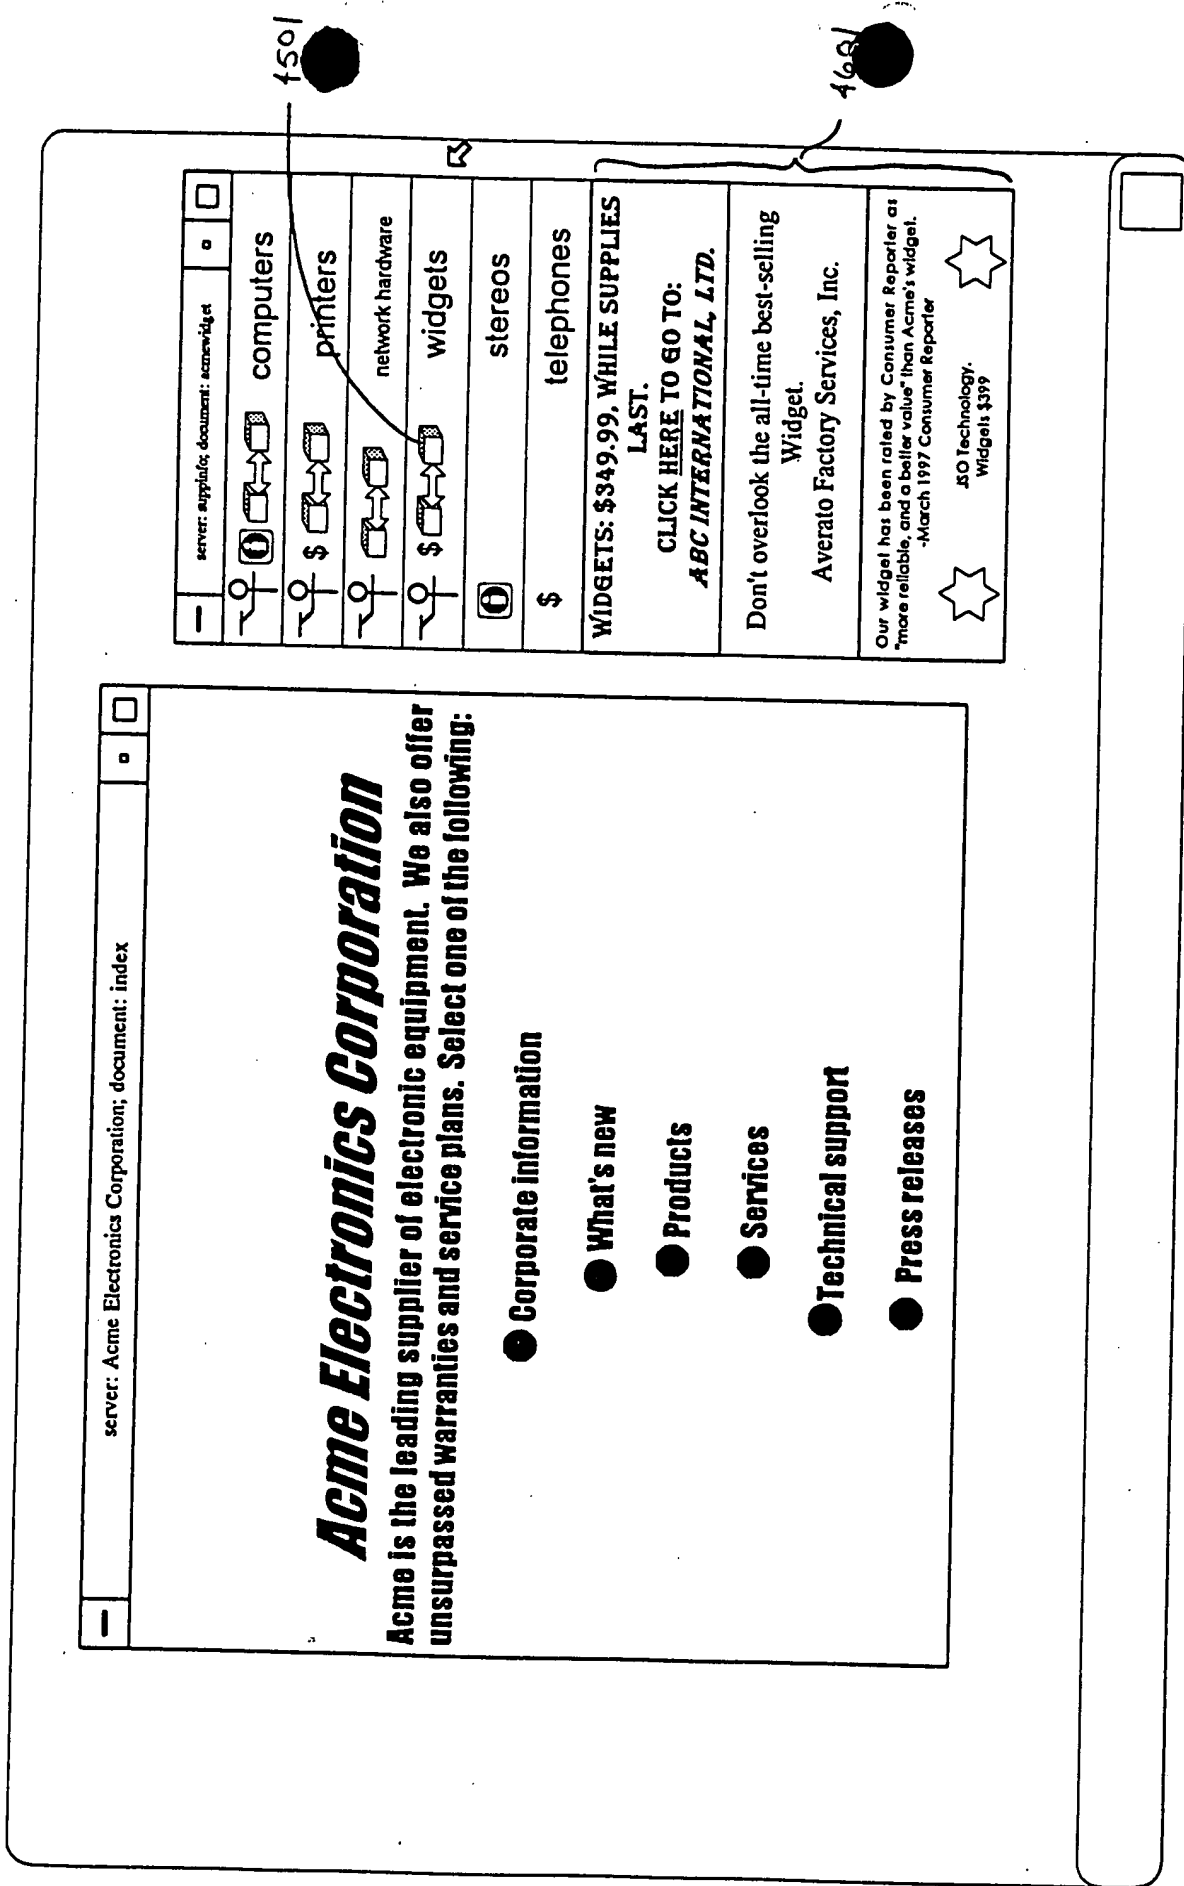 server: Acme Electronics Corporation; document: index
Acme Electronics Corporation
Acme is the leading supplier of electronic equipment. We also offer
unsurpassed warranties and service plans. Select one of the following:
Corporate information
What's new
Products
Services
Technical support
Press releases
server: suppinfo; document: acmewidget
computers
$ printers
network hardware
$ widgets
stereos
$ telephones
WIDGETS: $349.99, WHILE SUPPLIES
LAST.
CLICK HERE TO GO TO:
ABC INTERNATIONAL, LTD.
Don't overlook the all-time best-selling
Widget.
Averato Factory Services, Inc.
Our widget has been rated by Consumer Reporter as
"more reliable, and a better value" than Acme's widget.
-March 1997 Consumer Reporter
JSO Technology.
Widgets $399
4501